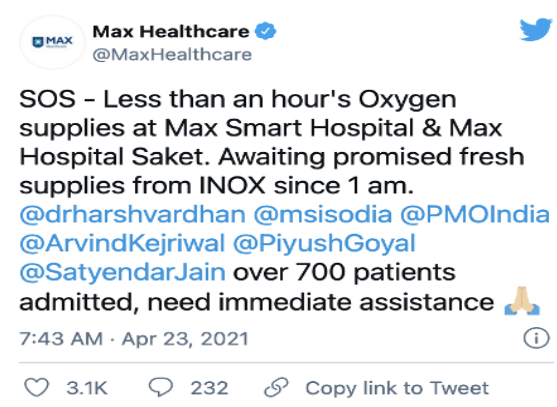 MAX
Healthcare
Max Healthcare
@MaxHealthcare
SOS - Less than an hour's Oxygen
supplies at Max Smart Hospital & Max
Hospital Saket. Awaiting promised fresh
supplies from INOX since 1 am.
@drharshvardhan @msisodia @PMOIndia
@ArvindKejriwal @PiyushGoyal
@SatyendarJain over 700 patients
admitted, need immediate assistance 🙏🏼
7:43 AM · Apr 23, 2021
3.1K 232 Copy link to Tweet